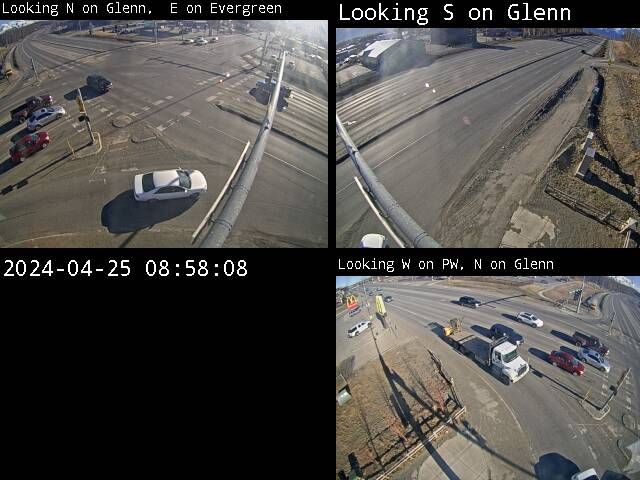 Looking N on Glenn,  E on Evergreen
Looking S on Glenn
2024-04-25 08:58:08
Looking W on PW, N on Glenn